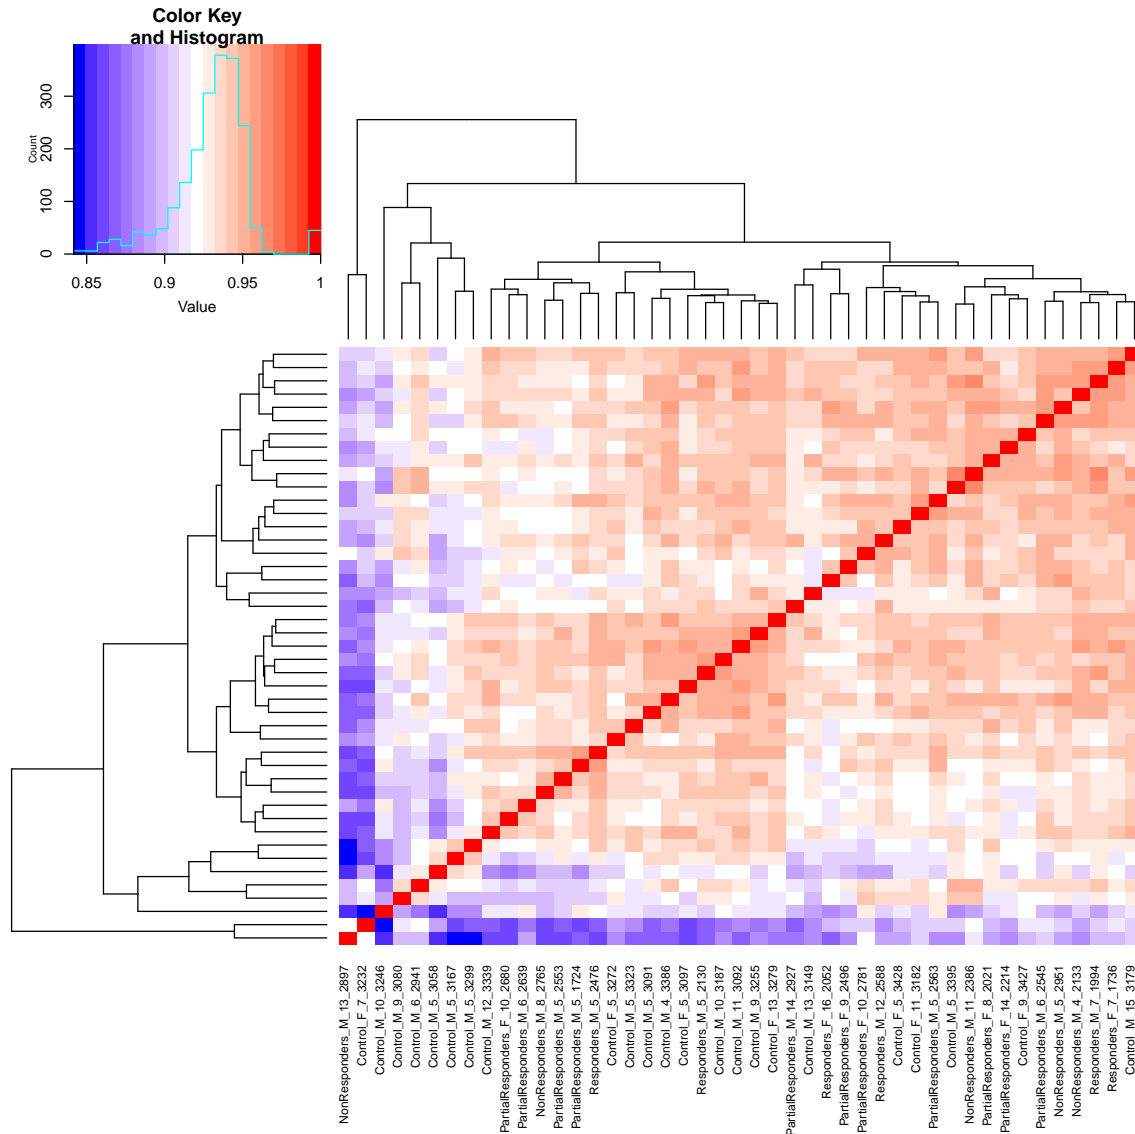 Color Key
and Histogram
Count
0
100
200
300
0.85
0.9
0.95
1
Value
NonResponders_M_13_2897
Control_F_7_3232
Control_M_10_3246
Control_M_9_3080
Control_M_6_2941
Control_M_5_3058
Control_M_5_3167
Control_M_5_3299
Control_M_12_3339
PartialResponders_F_10_2680
PartialResponders_M_6_2639
NonResponders_M_8_2765
PartialResponders_M_5_2553
PartialResponders_M_5_1724
Responders_M_5_2476
Control_F_5_3272
Control_M_5_3323
Control_M_5_3091
Control_M_4_3386
Control_F_5_3097
Responders_M_5_2130
Control_M_10_3187
Control_M_11_3092
Control_M_9_3255
Control_F_13_3279
PartialResponders_M_14_2927
Control_M_13_3149
Responders_F_16_2052
PartialResponders_F_9_2496
PartialResponders_F_10_2781
Responders_M_12_2588
Control_F_5_3428
Control_F_11_3182
PartialResponders_M_5_2563
Control_M_5_3395
NonResponders_M_11_2386
PartialResponders_F_8_2021
PartialResponders_F_14_2214
Control_F_9_3427
PartialResponders_M_6_2545
NonResponders_M_5_2951
NonResponders_M_4_2133
Responders_M_7_1994
Responders_F_7_1736
Control_M_15_3179